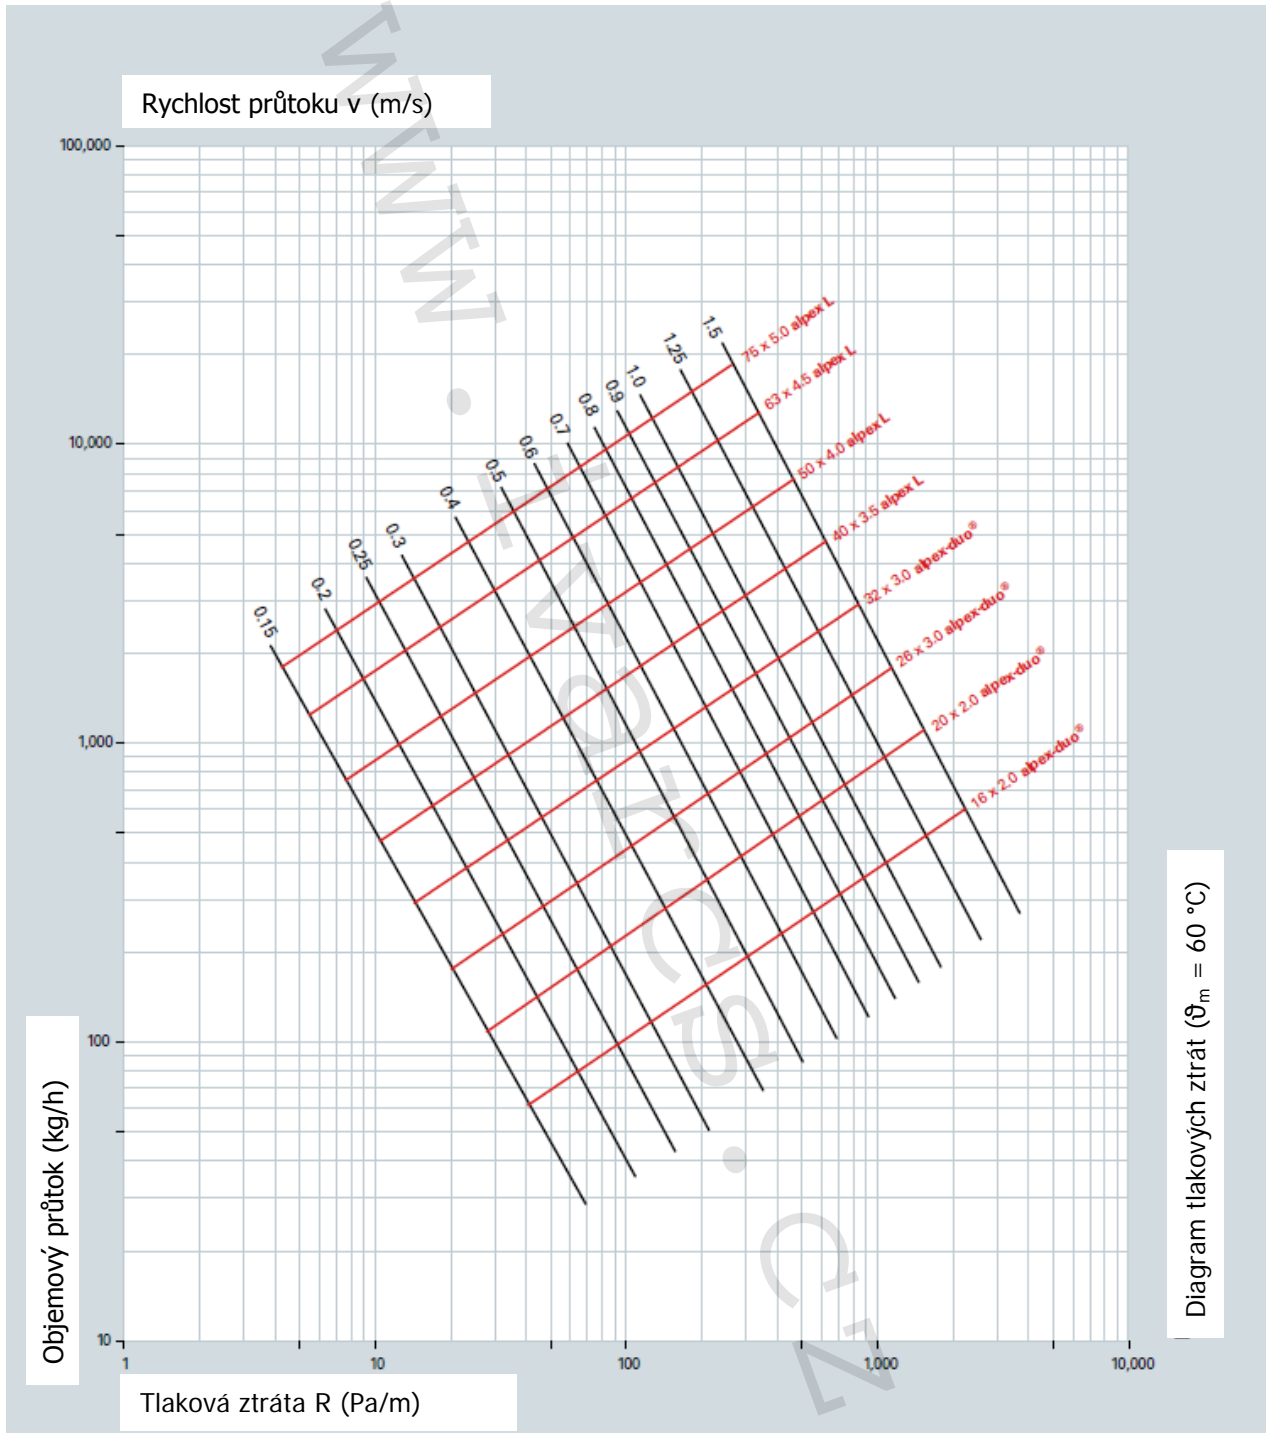 Rychlost průtoku v (m/s)
100,000
10,000
1,000
100
10
1
10
100
1,000
10,000
0.15
0.2
0.25
0.3
0.4
0.5
0.6
0.7
0.8
0.9
1.0
1.25
1.5
75 x 5.0 alpex L
63 x 4.5 alpex L
50 x 4.0 alpex L
40 x 3.5 alpex L
32 x 3.0 alpex-duo®
26 x 3.0 alpex-duo®
20 x 2.0 alpex-duo®
16 x 2.0 alpex-duo®
Objemový průtok (kg/h)
Tlaková ztráta R (Pa/m)
Diagram tlakových ztrát (ϑm = 60 °C)
www.ivarcs.cz